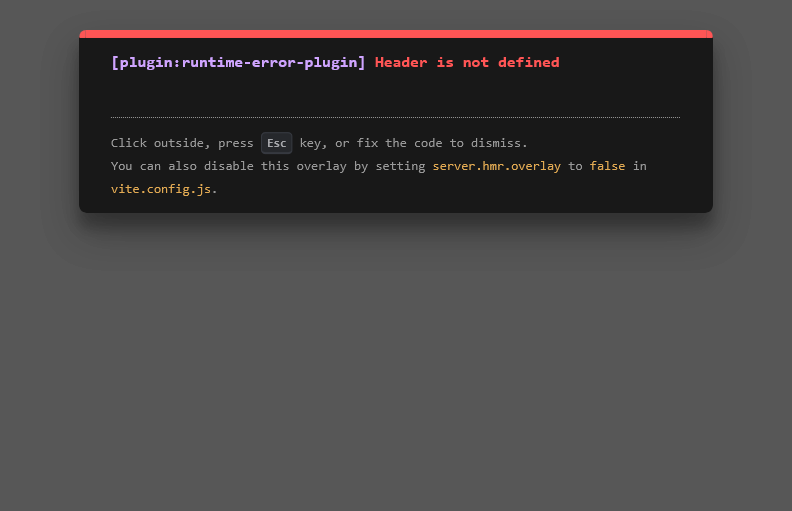 [plugin:runtime-error-plugin] Header is not defined
Click outside, press Esc key, or fix the code to dismiss.
You can also disable this overlay by setting server.hmr.overlay to false in
vite.config.js.